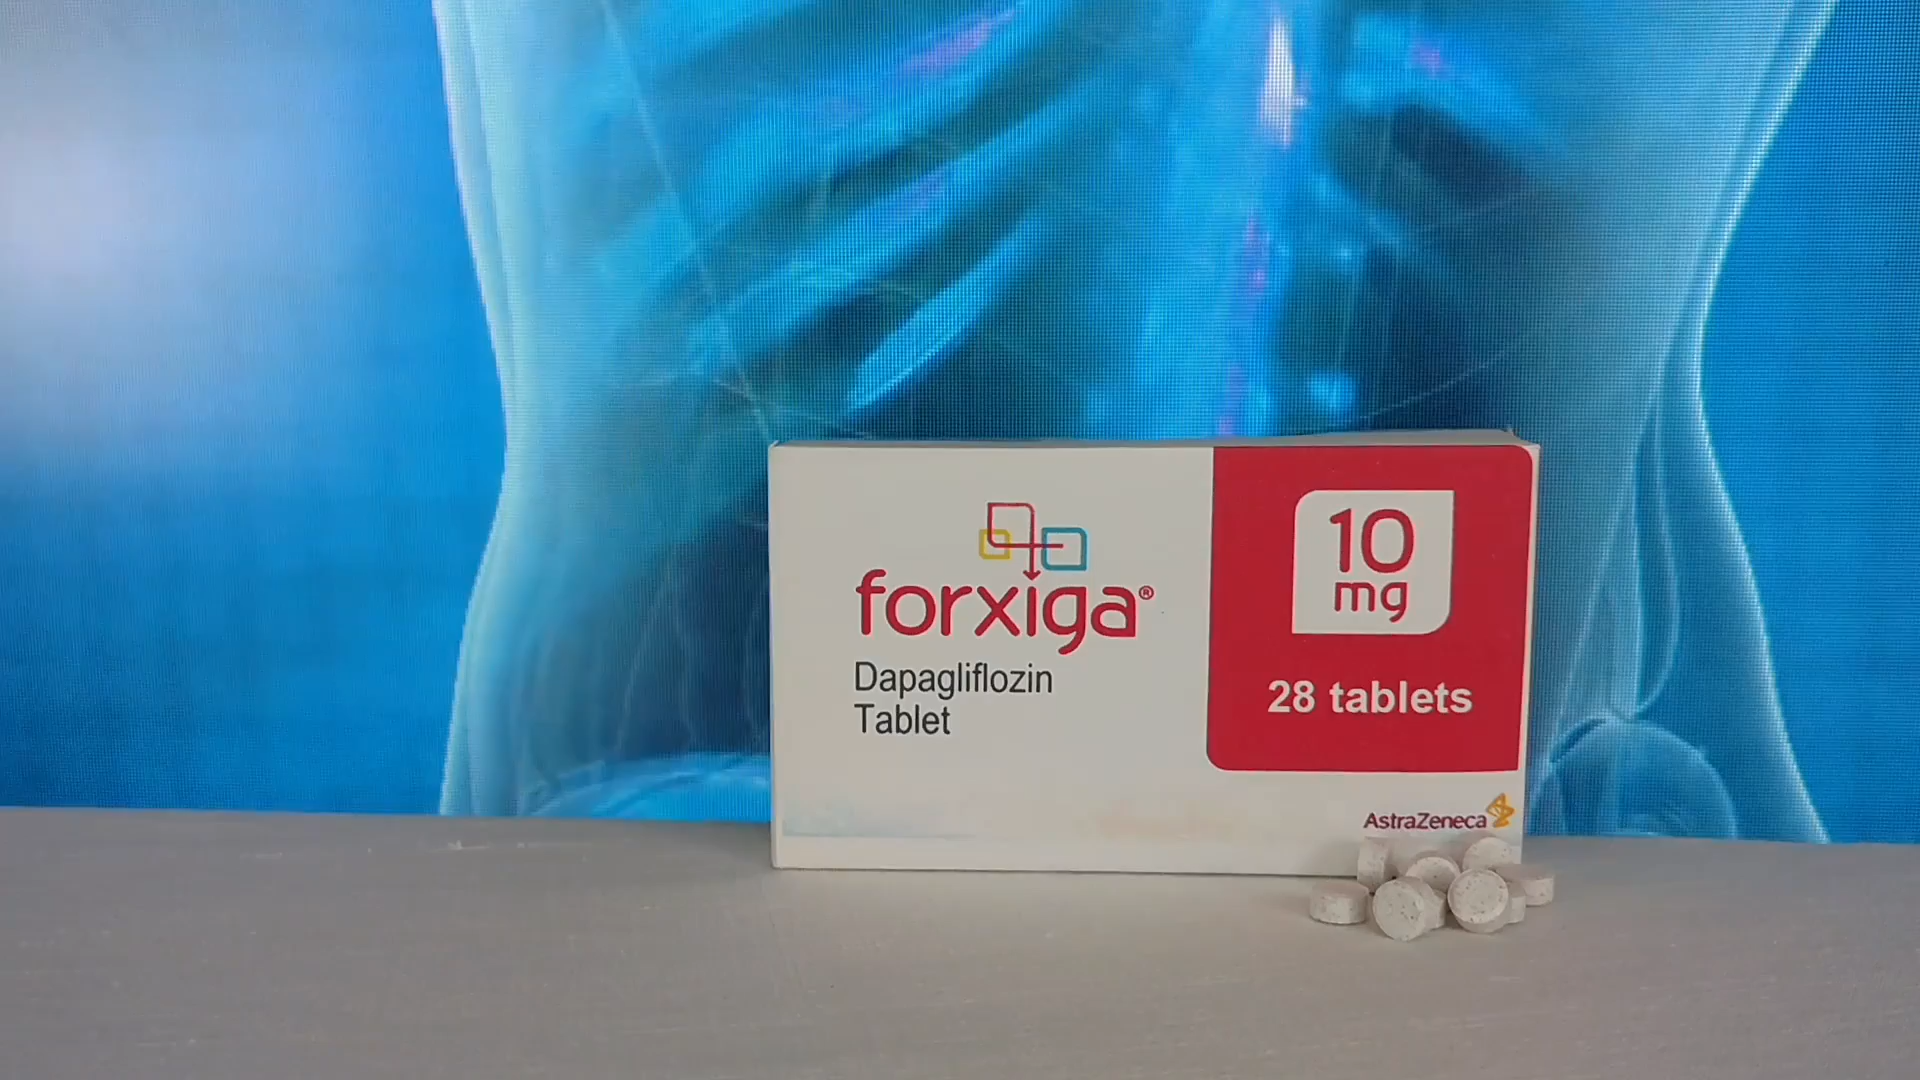 forxiga®
Dapagliflozin
Tablet
10
mg
28 tablets
AstraZeneca